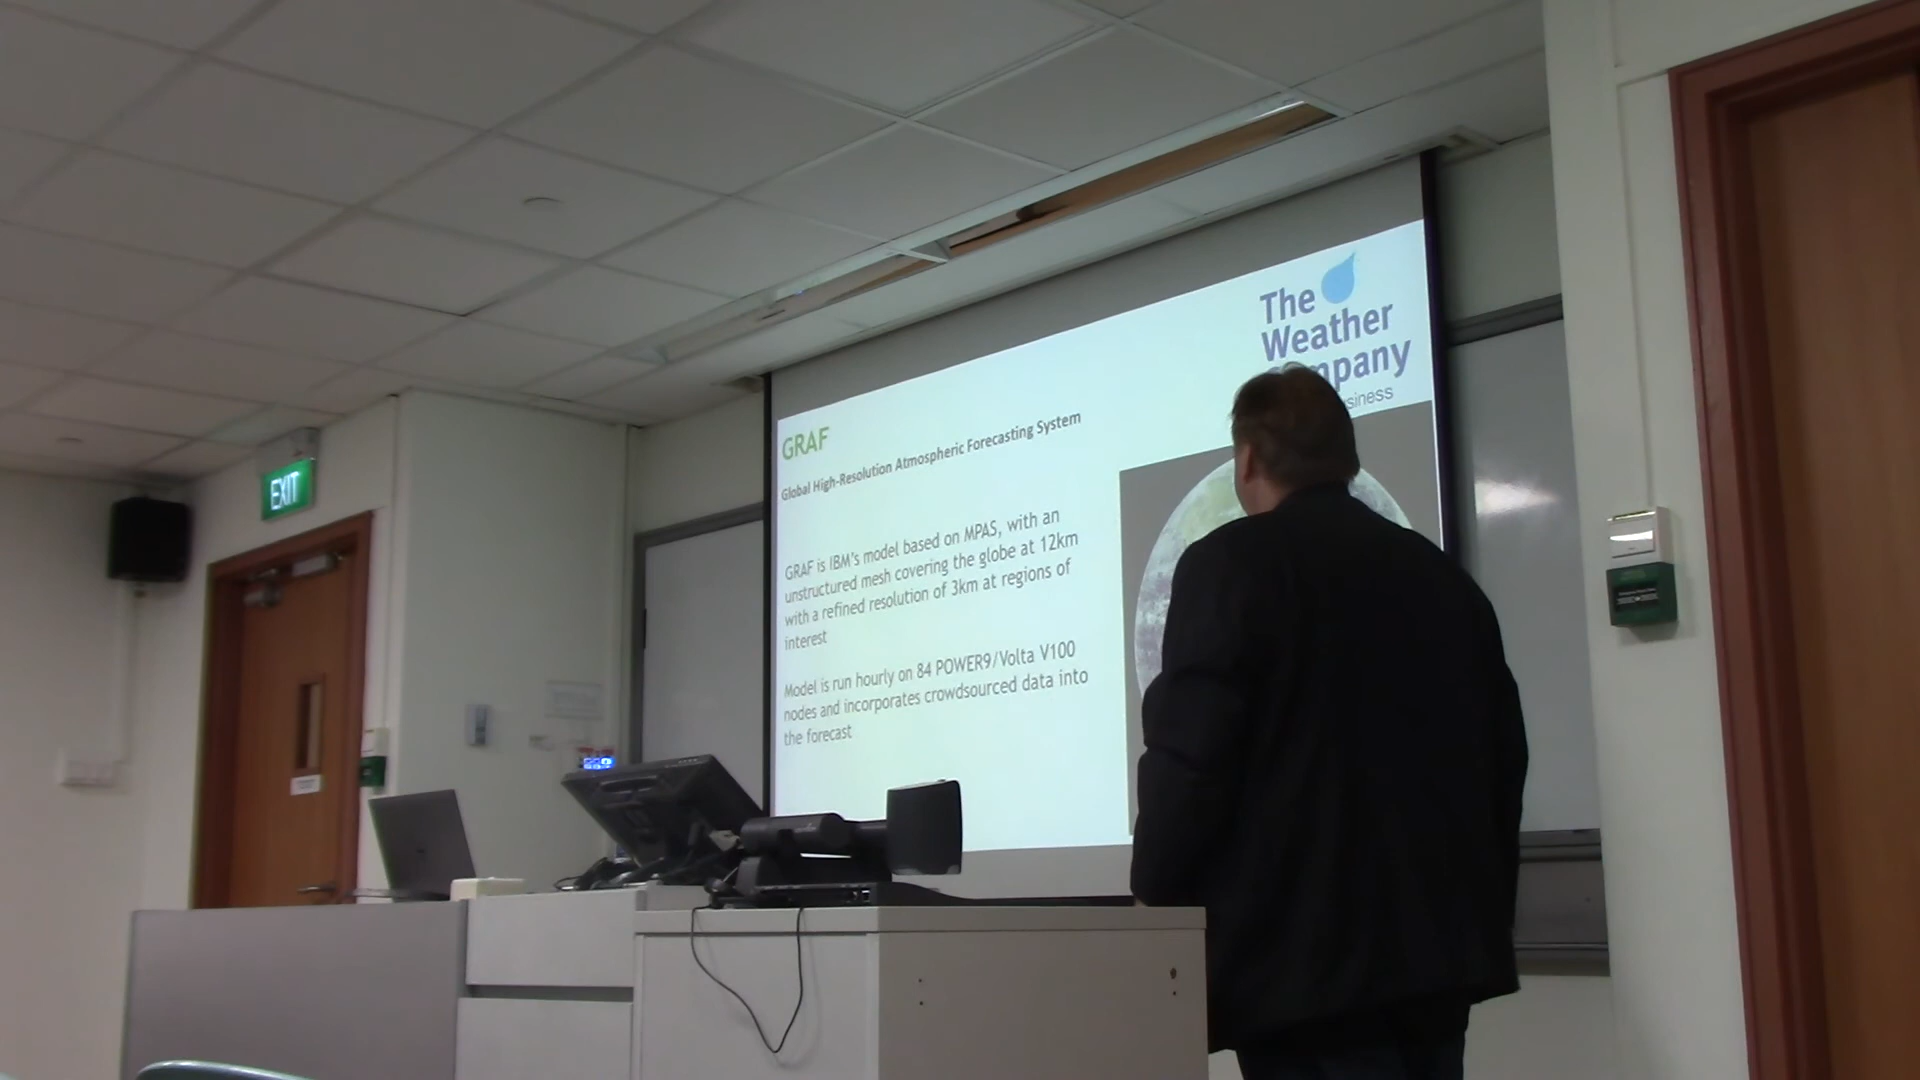 EXIT
The
Weather
mpany
siness
GRAF
Global High-Resolution Atmospheric Forecasting System
GRAF is IBM's model based on MPAS, with an
unstructured mesh covering the globe at 12km
with a refined resolution of 3km at regions of
interest
Model is run hourly on 84 POWER9/Volta V100
nodes and incorporates crowdsourced data into
the forecast